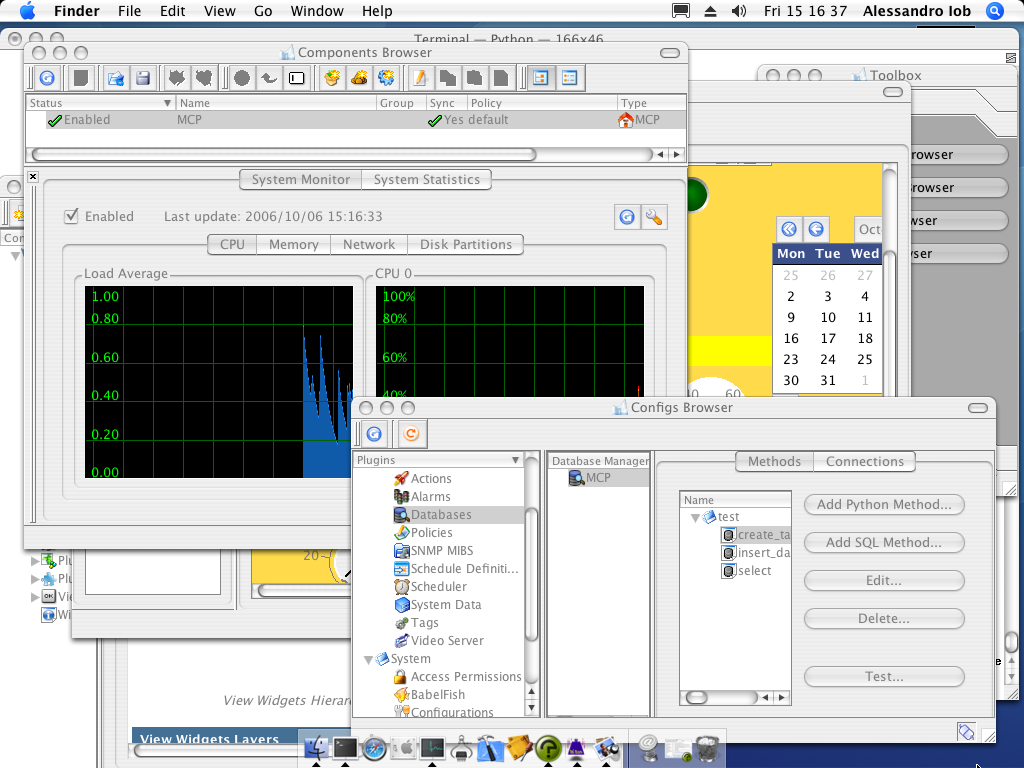 Finder File Edit View Go Window Help Fri 15 16 37 Alessandro Iob
Terminal — Python — 166x46
Components Browser
Toolbox
Status Name Group Sync Policy Type
Enabled MCP Yes default MCP
System Monitor System Statistics
Enabled Last update: 2006/10/06 15:16:33
CPU Memory Network Disk Partitions
Load Average
1.00
0.80
0.60
0.40
0.20
0.00
CPU 0
100%
80%
60%
40%
rowser
rowser
wser
ser
Oct
Mon Tue Wed
25 26 27
2 3 4
9 10 11
16 17 18
23 24 25
30 31 1
60
20
Con
Plu
Plu
Vie
Wi
Configs Browser
Plugins
Actions
Alarms
Databases
Policies
SNMP MIBS
Schedule Definiti...
Scheduler
System Data
Tags
Video Server
System
Access Permissions
BabelFish
Configurations
Database Manager
MCP
Methods Connections
Name
test
create_ta
insert_da
select
Add Python Method...
Add SQL Method...
Edit...
Delete...
Test...
View Widgets Hierar
View Widgets Layers